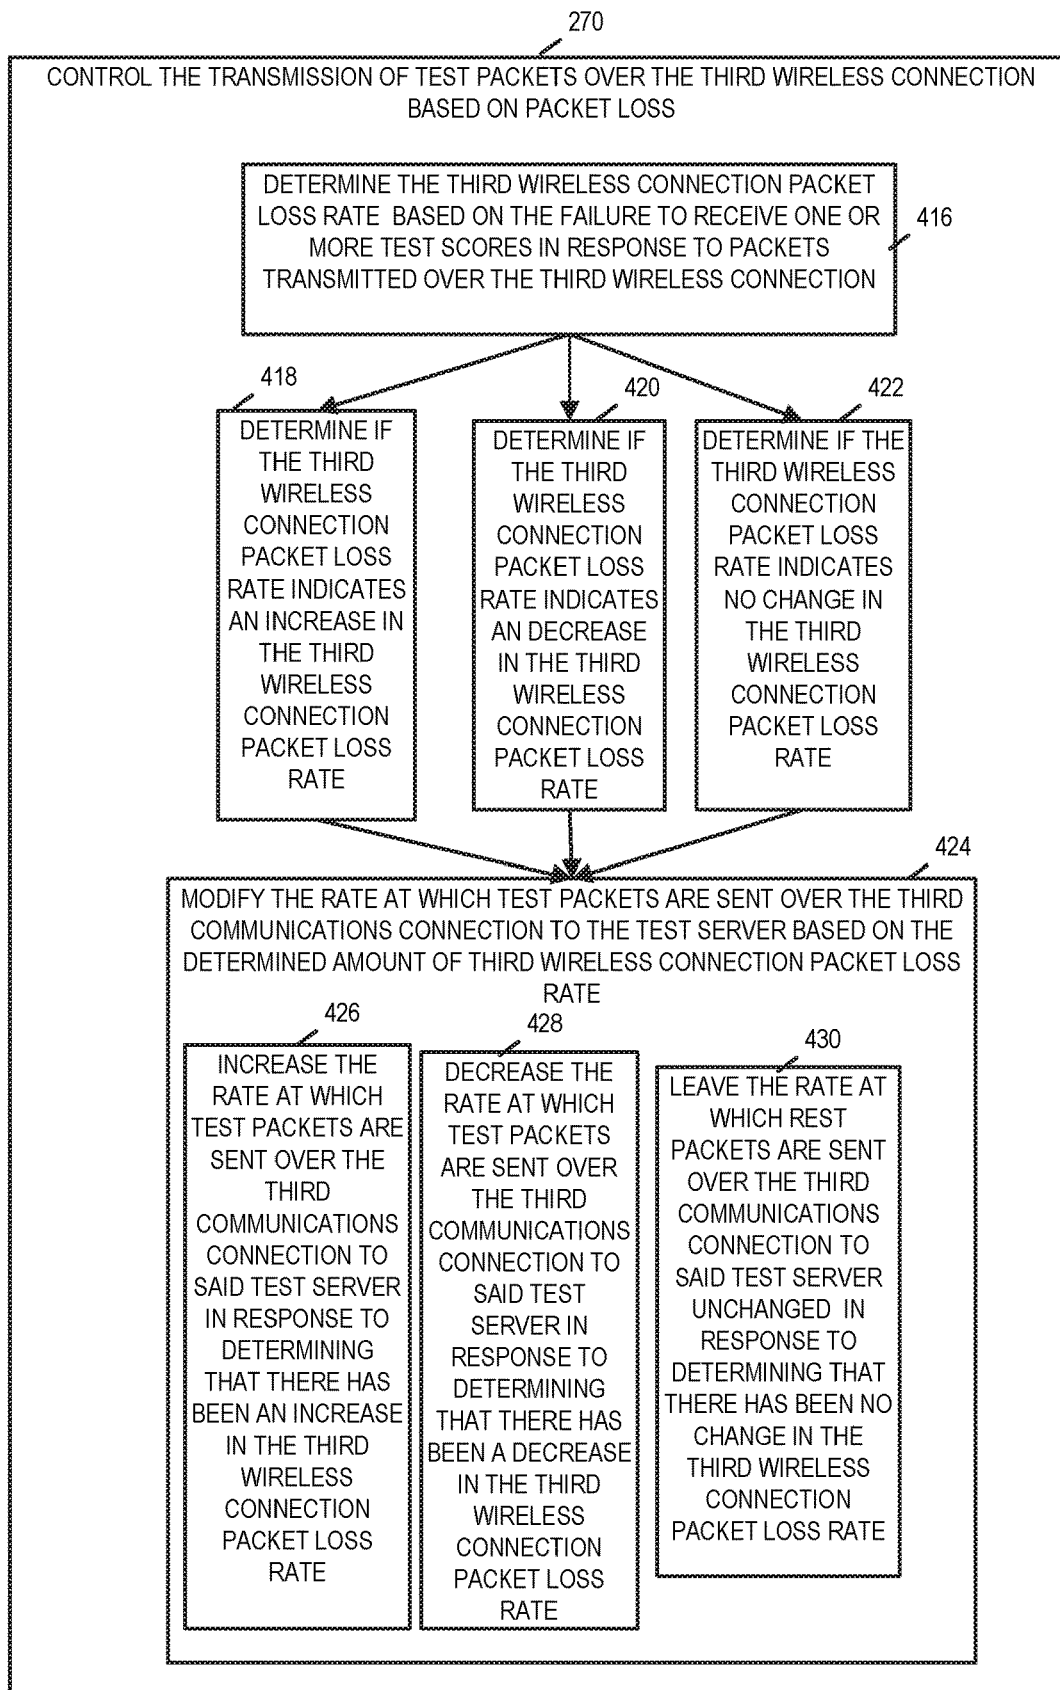 270
CONTROL THE TRANSMISSION OF TEST PACKETS OVER THE THIRD WIRELESS CONNECTION
BASED ON PACKET LOSS
DETERMINE THE THIRD WIRELESS CONNECTION PACKET
LOSS RATE BASED ON THE FAILURE TO RECEIVE ONE OR
MORE TEST SCORES IN RESPONSE TO PACKETS
TRANSMITTED OVER THE THIRD WIRELESS CONNECTION
416
418
DETERMINE IF
THE THIRD
WIRELESS
CONNECTION
PACKET LOSS
RATE INDICATES
AN INCREASE IN
THE THIRD
WIRELESS
CONNECTION
PACKET LOSS
RATE
420
DETERMINE IF
THE THIRD
WIRELESS
CONNECTION
PACKET LOSS
RATE INDICATES
AN DECREASE
IN THE THIRD
WIRELESS
CONNECTION
PACKET LOSS
RATE
422
DETERMINE IF THE
THIRD WIRELESS
CONNECTION
PACKET LOSS
RATE INDICATES
NO CHANGE IN
THE THIRD
WIRELESS
CONNECTION
PACKET LOSS
RATE
424
MODIFY THE RATE AT WHICH TEST PACKETS ARE SENT OVER THE THIRD
COMMUNICATIONS CONNECTION TO THE TEST SERVER BASED ON THE
DETERMINED AMOUNT OF THIRD WIRELESS CONNECTION PACKET LOSS
RATE
426
INCREASE THE
RATE AT WHICH
TEST PACKETS ARE
SENT OVER THE
THIRD
COMMUNICATIONS
CONNECTION TO
SAID TEST SERVER
IN RESPONSE TO
DETERMINING
THAT THERE HAS
BEEN AN INCREASE
IN THE THIRD
WIRELESS
CONNECTION
PACKET LOSS
RATE
428
DECREASE THE
RATE AT WHICH
TEST PACKETS
ARE SENT OVER
THE THIRD
COMMUNICATIONS
CONNECTION TO
SAID TEST
SERVER IN
RESPONSE TO
DETERMINING
THAT THERE HAS
BEEN A DECREASE
IN THE THIRD
WIRELESS
CONNECTION
PACKET LOSS
RATE
430
LEAVE THE RATE AT
WHICH REST
PACKETS ARE SENT
OVER THE THIRD
COMMUNICATIONS
CONNECTION TO
SAID TEST SERVER
UNCHANGED IN
RESPONSE TO
DETERMINING THAT
THERE HAS BEEN NO
CHANGE IN THE
THIRD WIRELESS
CONNECTION
PACKET LOSS RATE